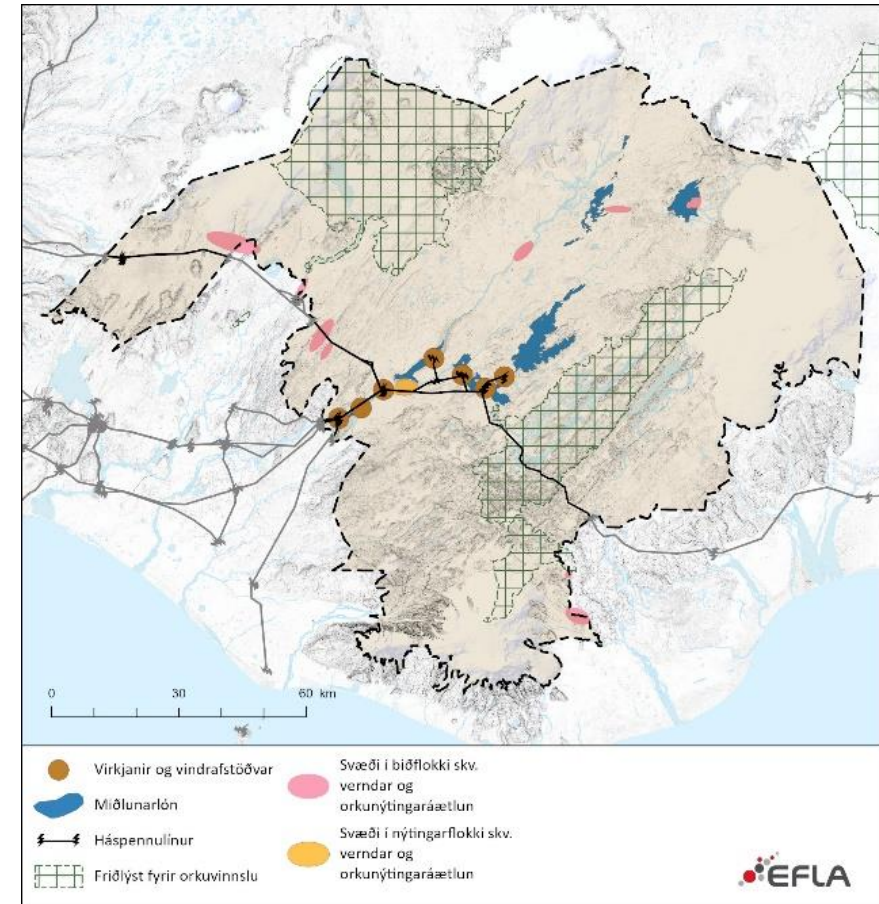 0 30 60 km
Virkjanir og vindrafstöðvar
Miðlunarlón
Háspennulínur
Friðlýst fyrir orkuvinnslu
Svæði í biðflokki skv.
verndar og
orkunýtingaráætlun
Svæði í nýtingarflokki skv.
verndar og
orkunýtingaráætlun
EFLA